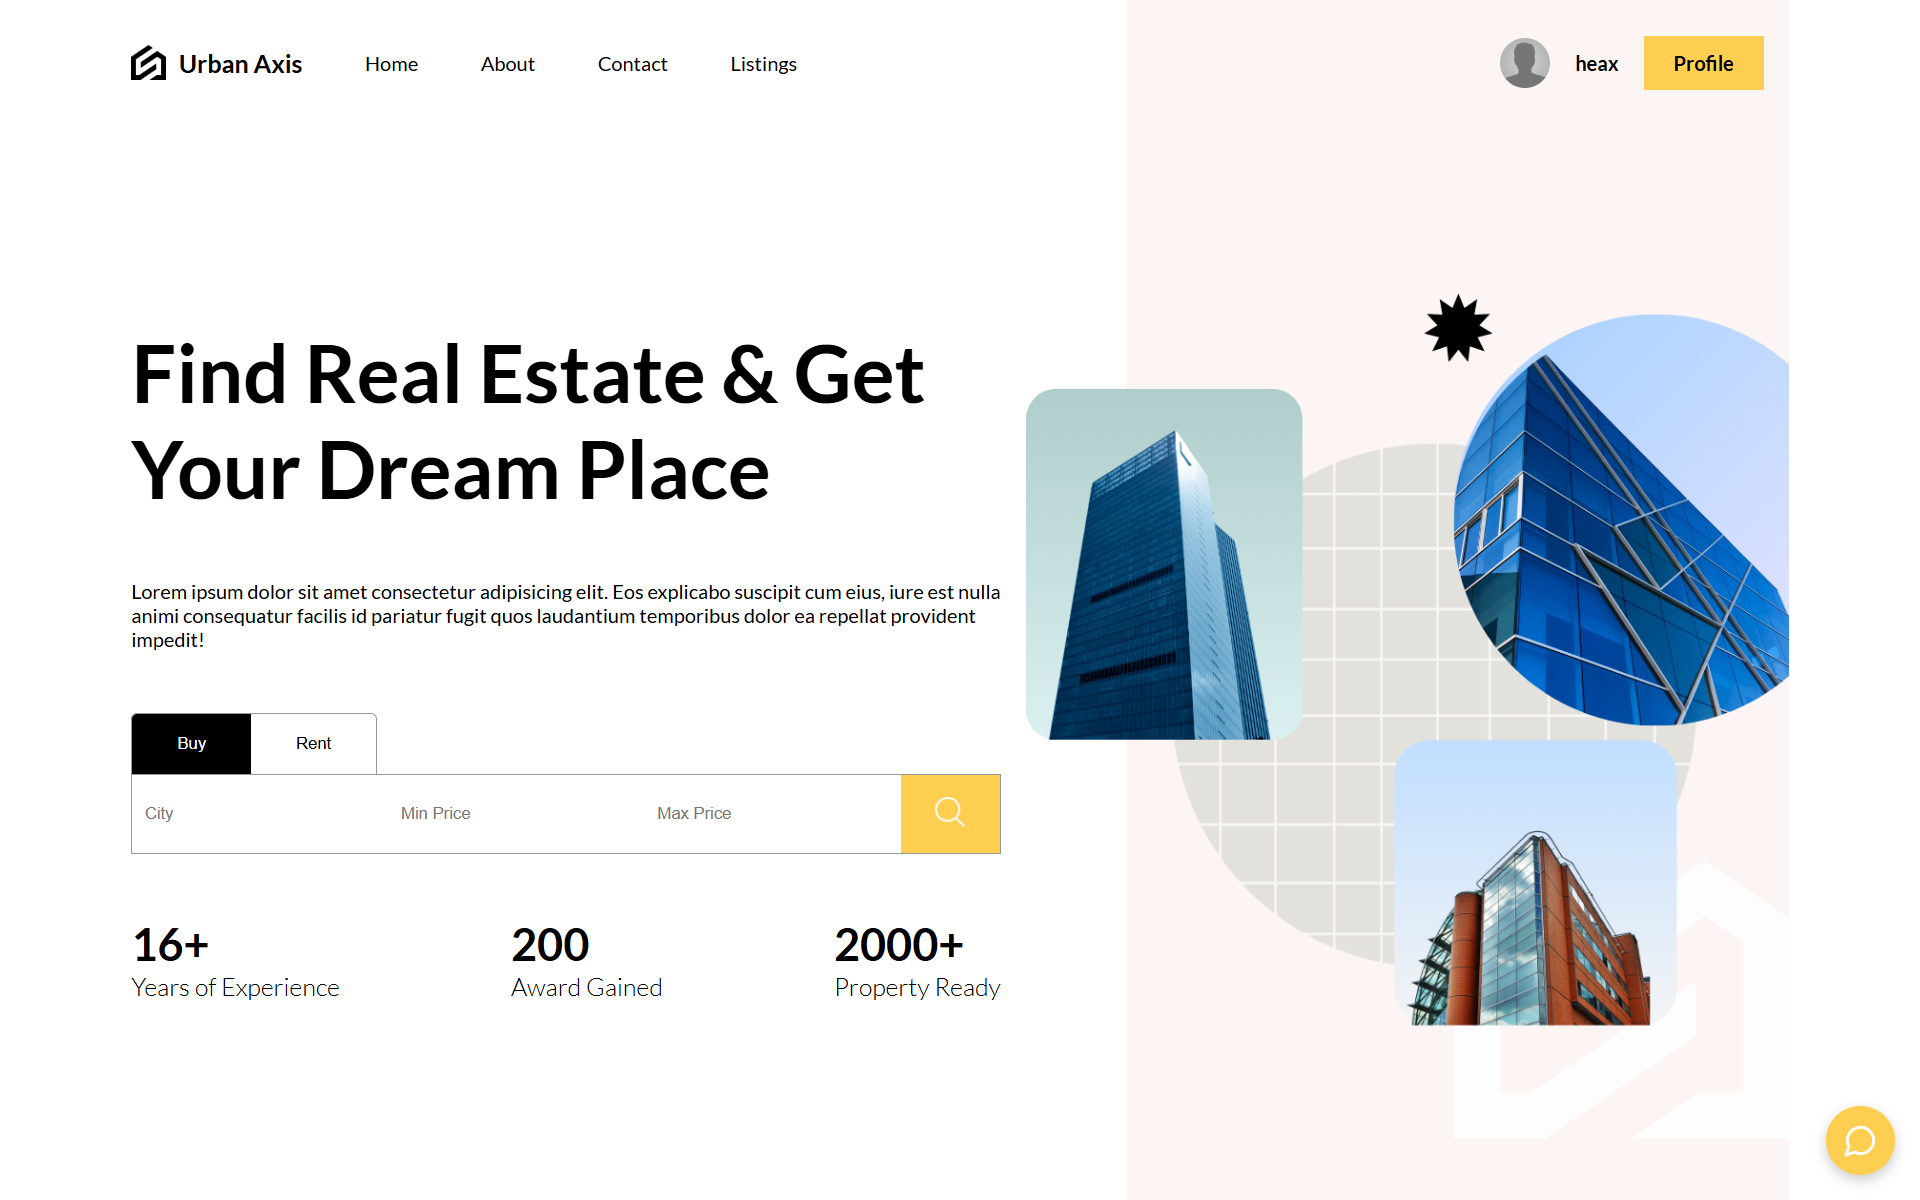 Urban Axis
Home
About
Contact
Listings
heax
Profile
Find Real Estate & Get
Your Dream Place
Lorem ipsum dolor sit amet consectetur adipisicing elit. Eos explicabo suscipit cum eius, iure est nulla
animi consequatur facilis id pariatur fugit quos laudantium temporibus dolor ea repellat provident
impedit!
Buy
Rent
City
Min Price
Max Price
16+
Years of Experience
200
Award Gained
2000+
Property Ready